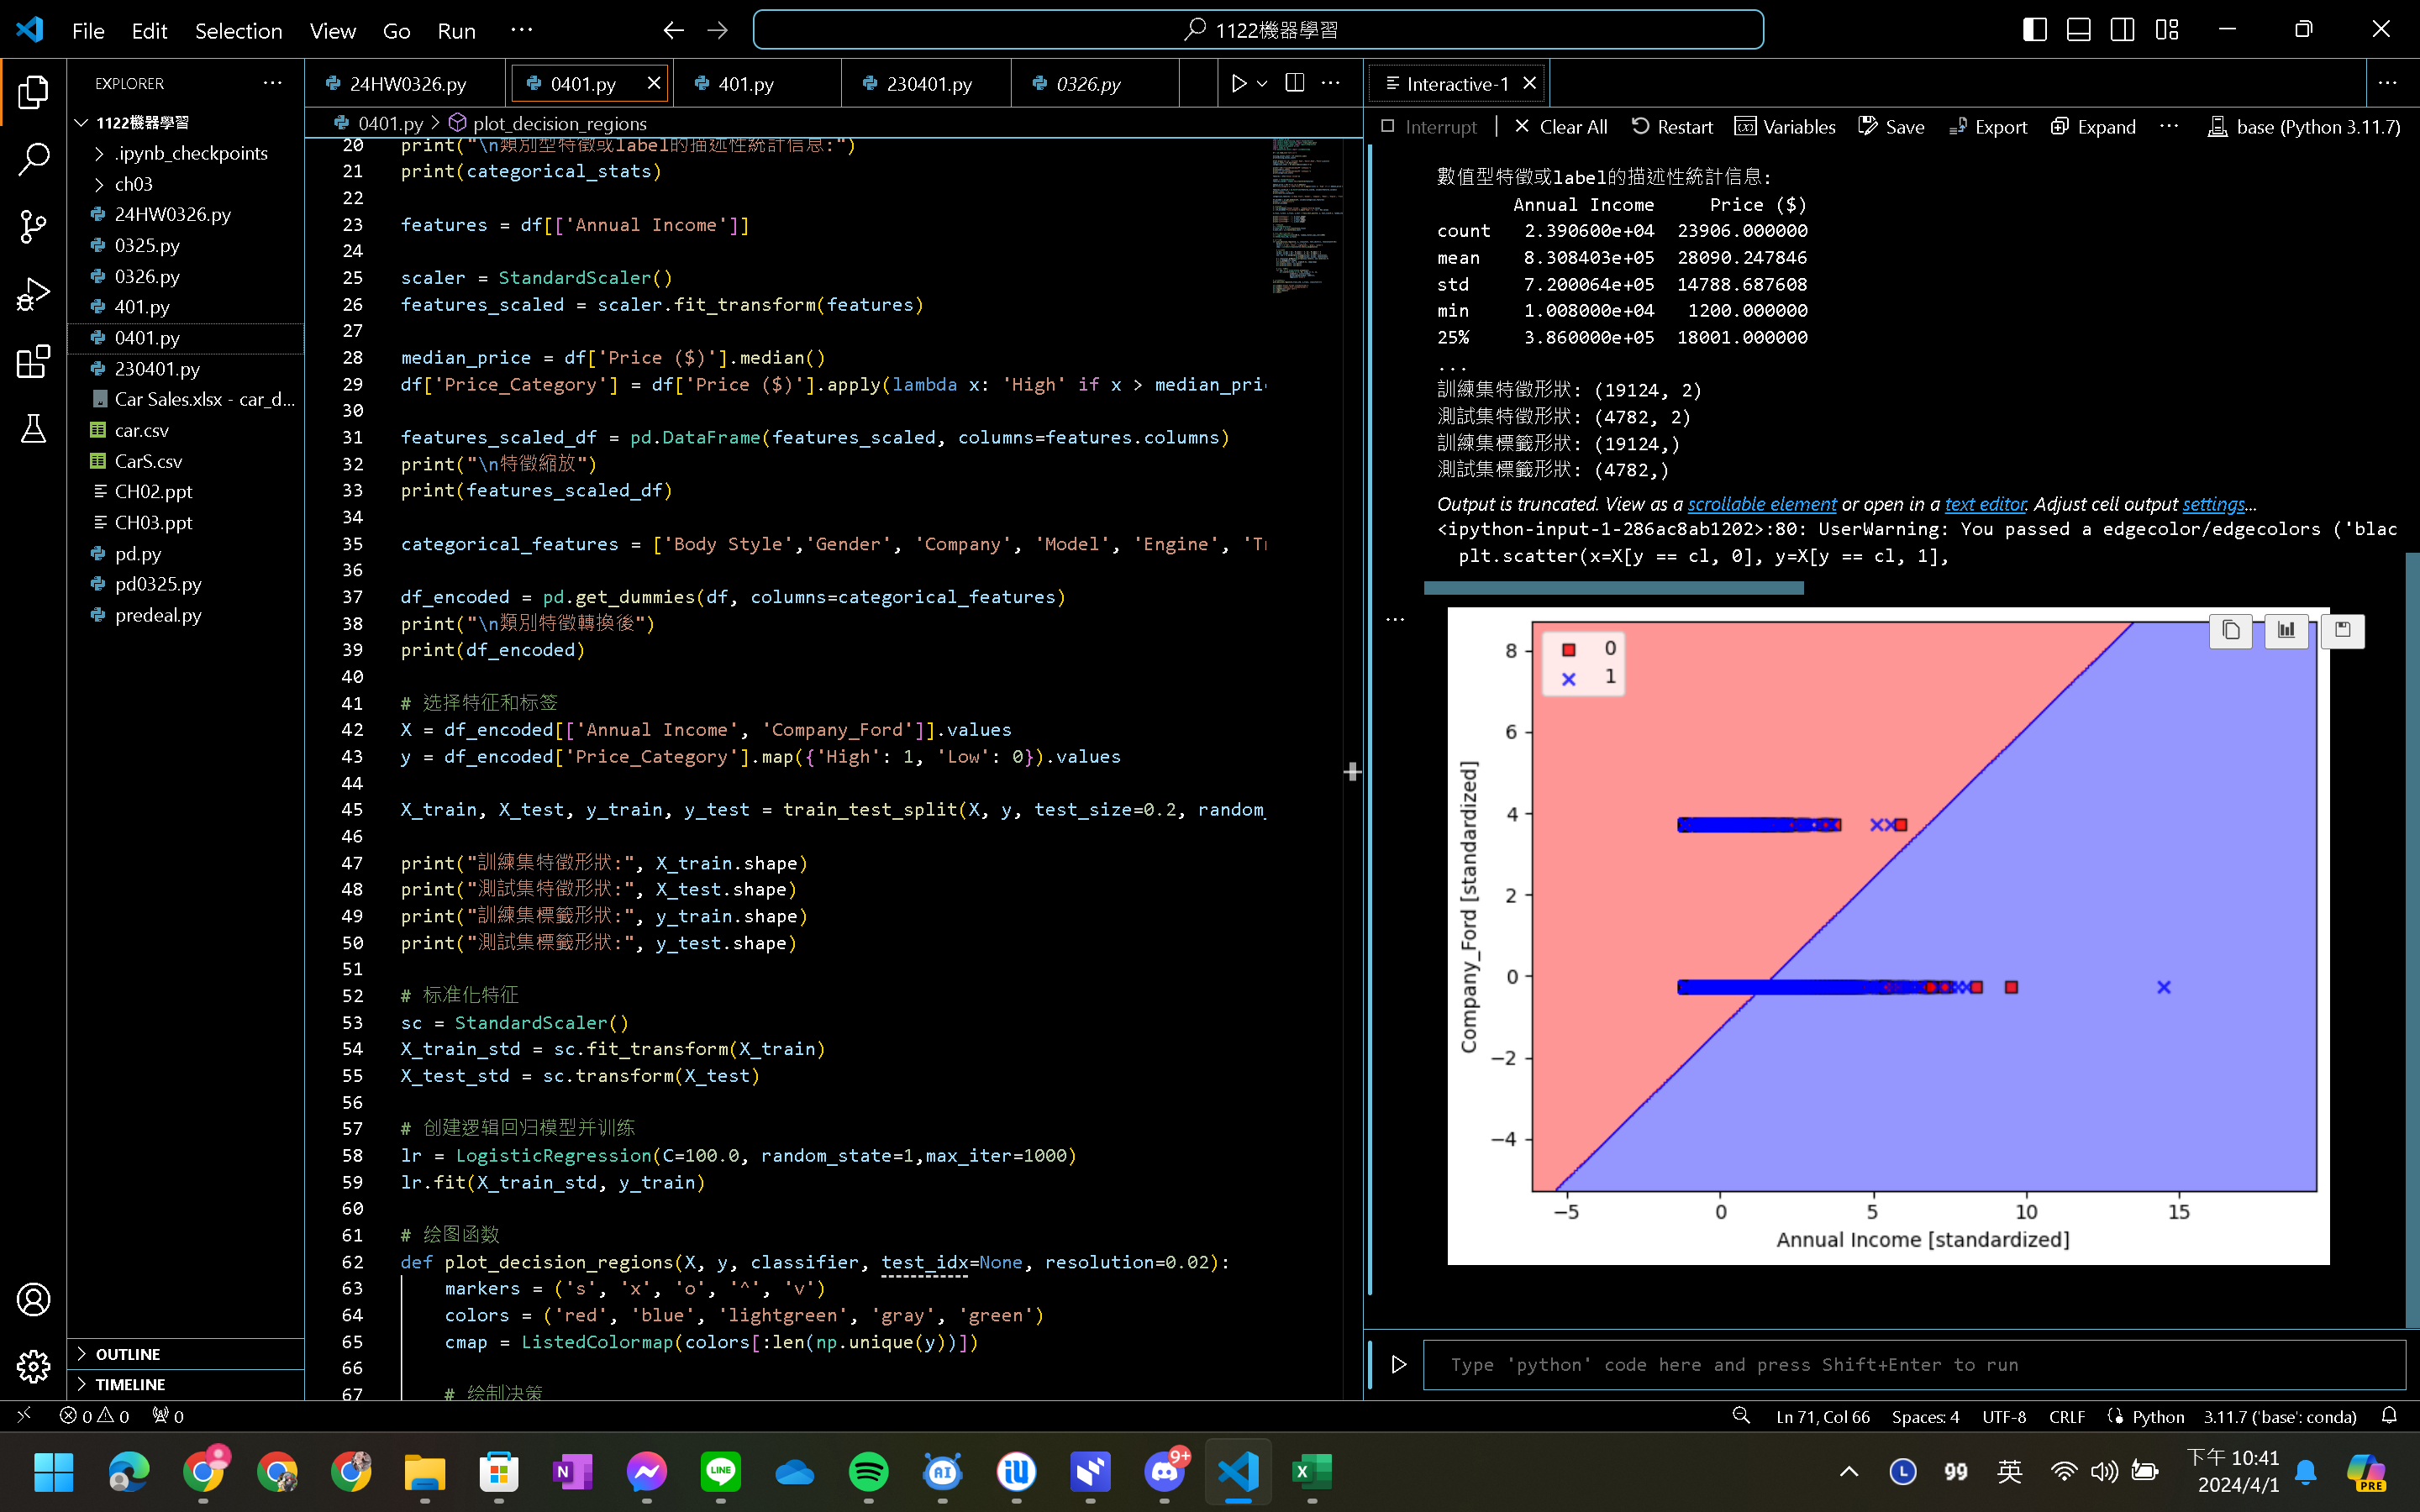 File Edit Selection View Go Run ···
1122機器學習
EXPLORER ···
1122機器學習
.ipynb_checkpoints
ch03
24HW0326.py
0325.py
0326.py
401.py
0401.py
230401.py
Car Sales.xlsx - car_d...
car.csv
CarS.csv
CH02.ppt
CH03.ppt
pd.py
pd0325.py
predeal.py
OUTLINE
TIMELINE
24HW0326.py 0401.py 401.py 230401.py 0326.py
0401.py > plot_decision_regions
20 print("\n類別型特徵或label的描述性統計信息:")
21 print(categorical_stats)
22
23 features = df[['Annual Income']]
24
25 scaler = StandardScaler()
26 features_scaled = scaler.fit_transform(features)
27
28 median_price = df['Price ($)'].median()
29 df['Price_Category'] = df['Price ($)'].apply(lambda x: 'High' if x > median_pri
30
31 features_scaled_df = pd.DataFrame(features_scaled, columns=features.columns)
32 print("\n特徵縮放")
33 print(features_scaled_df)
34
35 categorical_features = ['Body Style','Gender', 'Company', 'Model', 'Engine', 'Tr
36
37 df_encoded = pd.get_dummies(df, columns=categorical_features)
38 print("\n類別特徵轉換後")
39 print(df_encoded)
40
41 # 选择特征和标签
42 X = df_encoded[['Annual Income', 'Company_Ford']].values
43 y = df_encoded['Price_Category'].map({'High': 1, 'Low': 0}).values
44
45 X_train, X_test, y_train, y_test = train_test_split(X, y, test_size=0.2, random_
46
47 print("訓練集特徵形狀:", X_train.shape)
48 print("測試集特徵形狀:", X_test.shape)
49 print("訓練集標籤形狀:", y_train.shape)
50 print("測試集標籤形狀:", y_test.shape)
51
52 # 标准化特征
53 sc = StandardScaler()
54 X_train_std = sc.fit_transform(X_train)
55 X_test_std = sc.transform(X_test)
56
57 # 创建逻辑回归模型并训练
58 lr = LogisticRegression(C=100.0, random_state=1,max_iter=1000)
59 lr.fit(X_train_std, y_train)
60
61 # 绘图函数
62 def plot_decision_regions(X, y, classifier, test_idx=None, resolution=0.02):
63 markers = ('s', 'x', 'o', '^', 'v')
64 colors = ('red', 'blue', 'lightgreen', 'gray', 'green')
65 cmap = ListedColormap(colors[:len(np.unique(y))])
66
67 # 绘制决策
Interactive-1
Interrupt | Clear All Restart Variables Save Export Expand ··· base (Python 3.11.7)
數值型特徵或label的描述性統計信息:
Annual Income Price ($)
count 2.390600e+04 23906.000000
mean 8.308403e+05 28090.247846
std 7.200064e+05 14788.687608
min 1.008000e+04 1200.000000
25% 3.860000e+05 18001.000000
...
訓練集特徵形狀: (19124, 2)
測試集特徵形狀: (4782, 2)
訓練集標籤形狀: (19124,)
測試集標籤形狀: (4782,)
Output is truncated. View as a scrollable element or open in a text editor. Adjust cell output settings...
<ipython-input-1-286ac8ab1202>:80: UserWarning: You passed a edgecolor/edgecolors ('blac
plt.scatter(x=X[y == cl, 0], y=X[y == cl, 1],
0
1
8
6
4
2
0
−2
−4
Company_Ford [standardized]
−5 0 5 10 15
Annual Income [standardized]
Type 'python' code here and press Shift+Enter to run
0 0 0
Ln 71, Col 66 Spaces: 4 UTF-8 CRLF Python 3.11.7 ('base': conda)
LINE
AI
9+
L
99
英
下午 10:41
2024/4/1
PRE